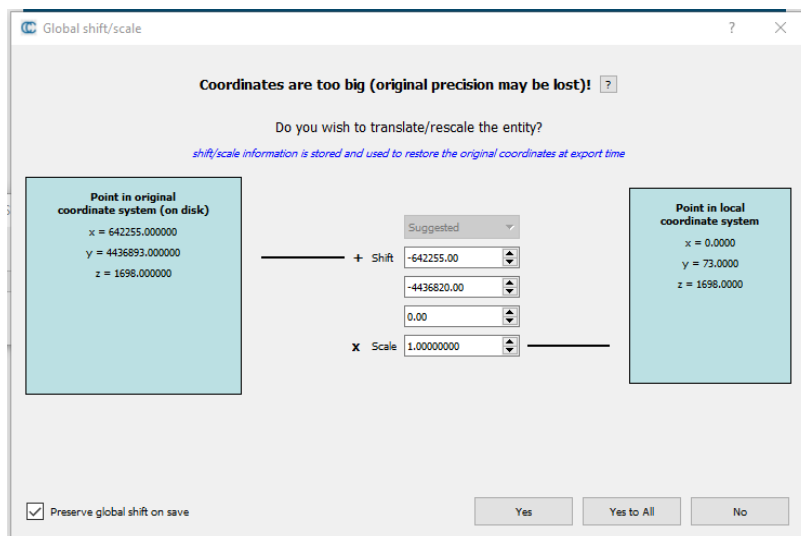 Global shift/scale
?
Coordinates are too big (original precision may be lost)! ?
Do you wish to translate/rescale the entity?
shift/scale information is stored and used to restore the original coordinates at export time
Point in original
coordinate system (on disk)
x = 642255.000000
y = 4436893.000000
z = 1698.000000
Suggested
+ Shift -642255.00
-4436820.00
0.00
x Scale 1.00000000
Point in local
coordinate system
x = 0.0000
y = 73.0000
z = 1698.0000
Preserve global shift on save
Yes
Yes to All
No